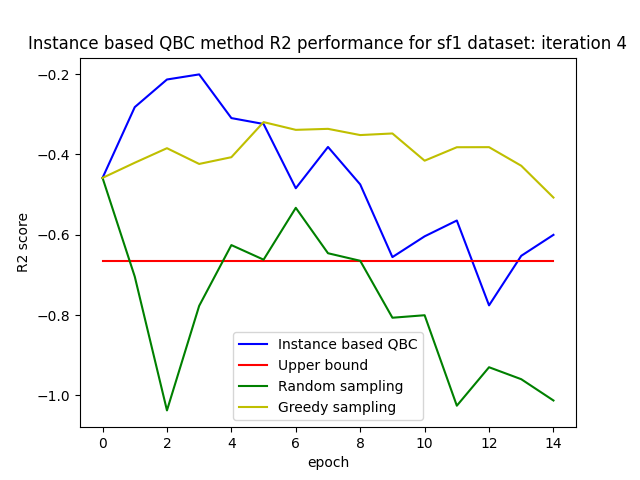 Instance based QBC method R2 performance for sf1 dataset: iteration 4
R2 score
−0.2
−0.4
−0.6
−0.8
−1.0
Instance based QBC
Upper bound
Random sampling
Greedy sampling
0 2 4 6 8 10 12 14
epoch